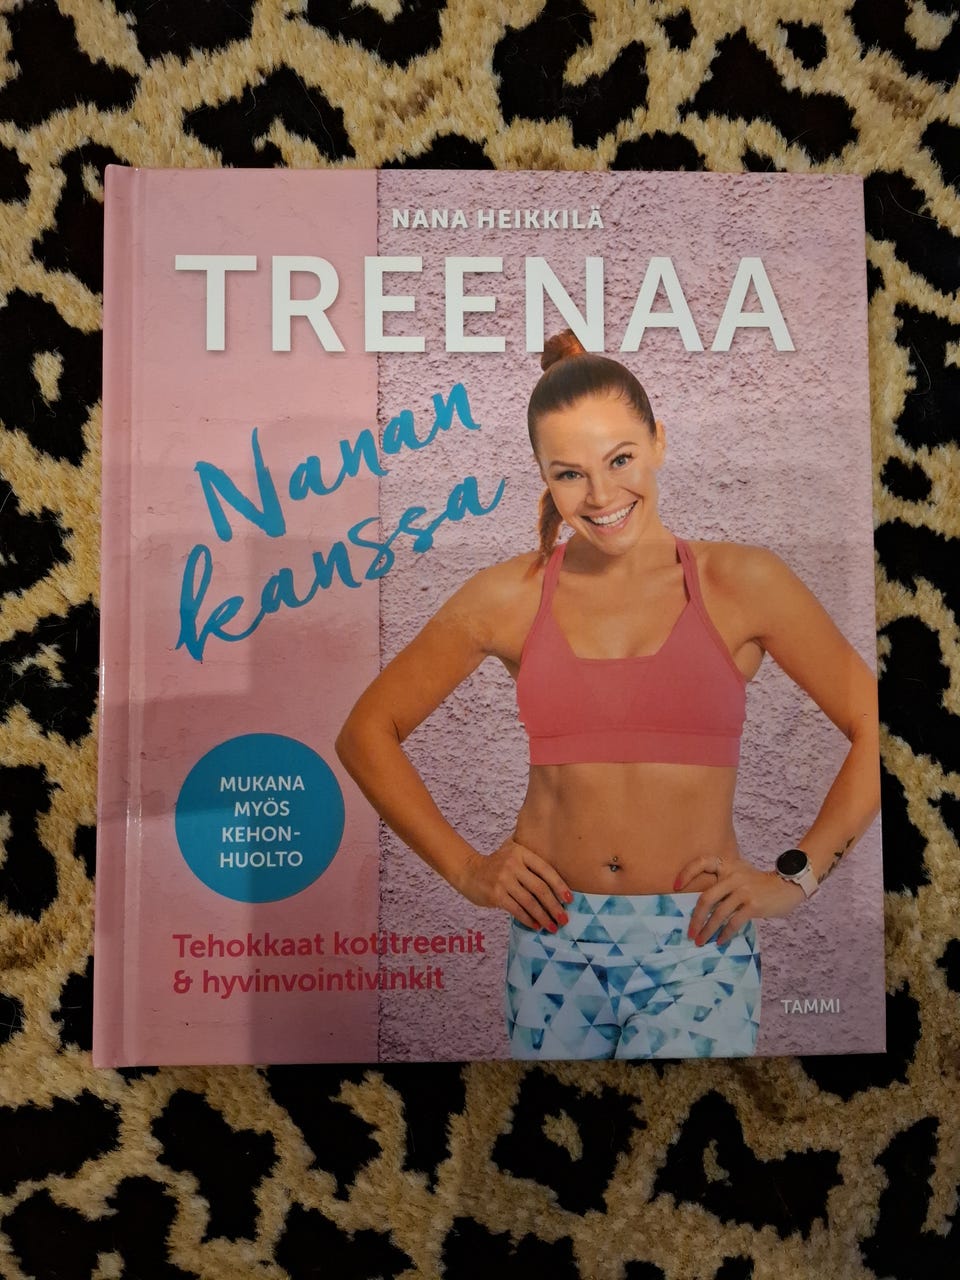 NANA HEIKKILÄ
TREENAA
Nanan
kanssa
MUKANA
MYÖS
KEHON-
HUOLTO
Tehokkaat kotitreenit
& hyvinvointivinkit
TAMMI